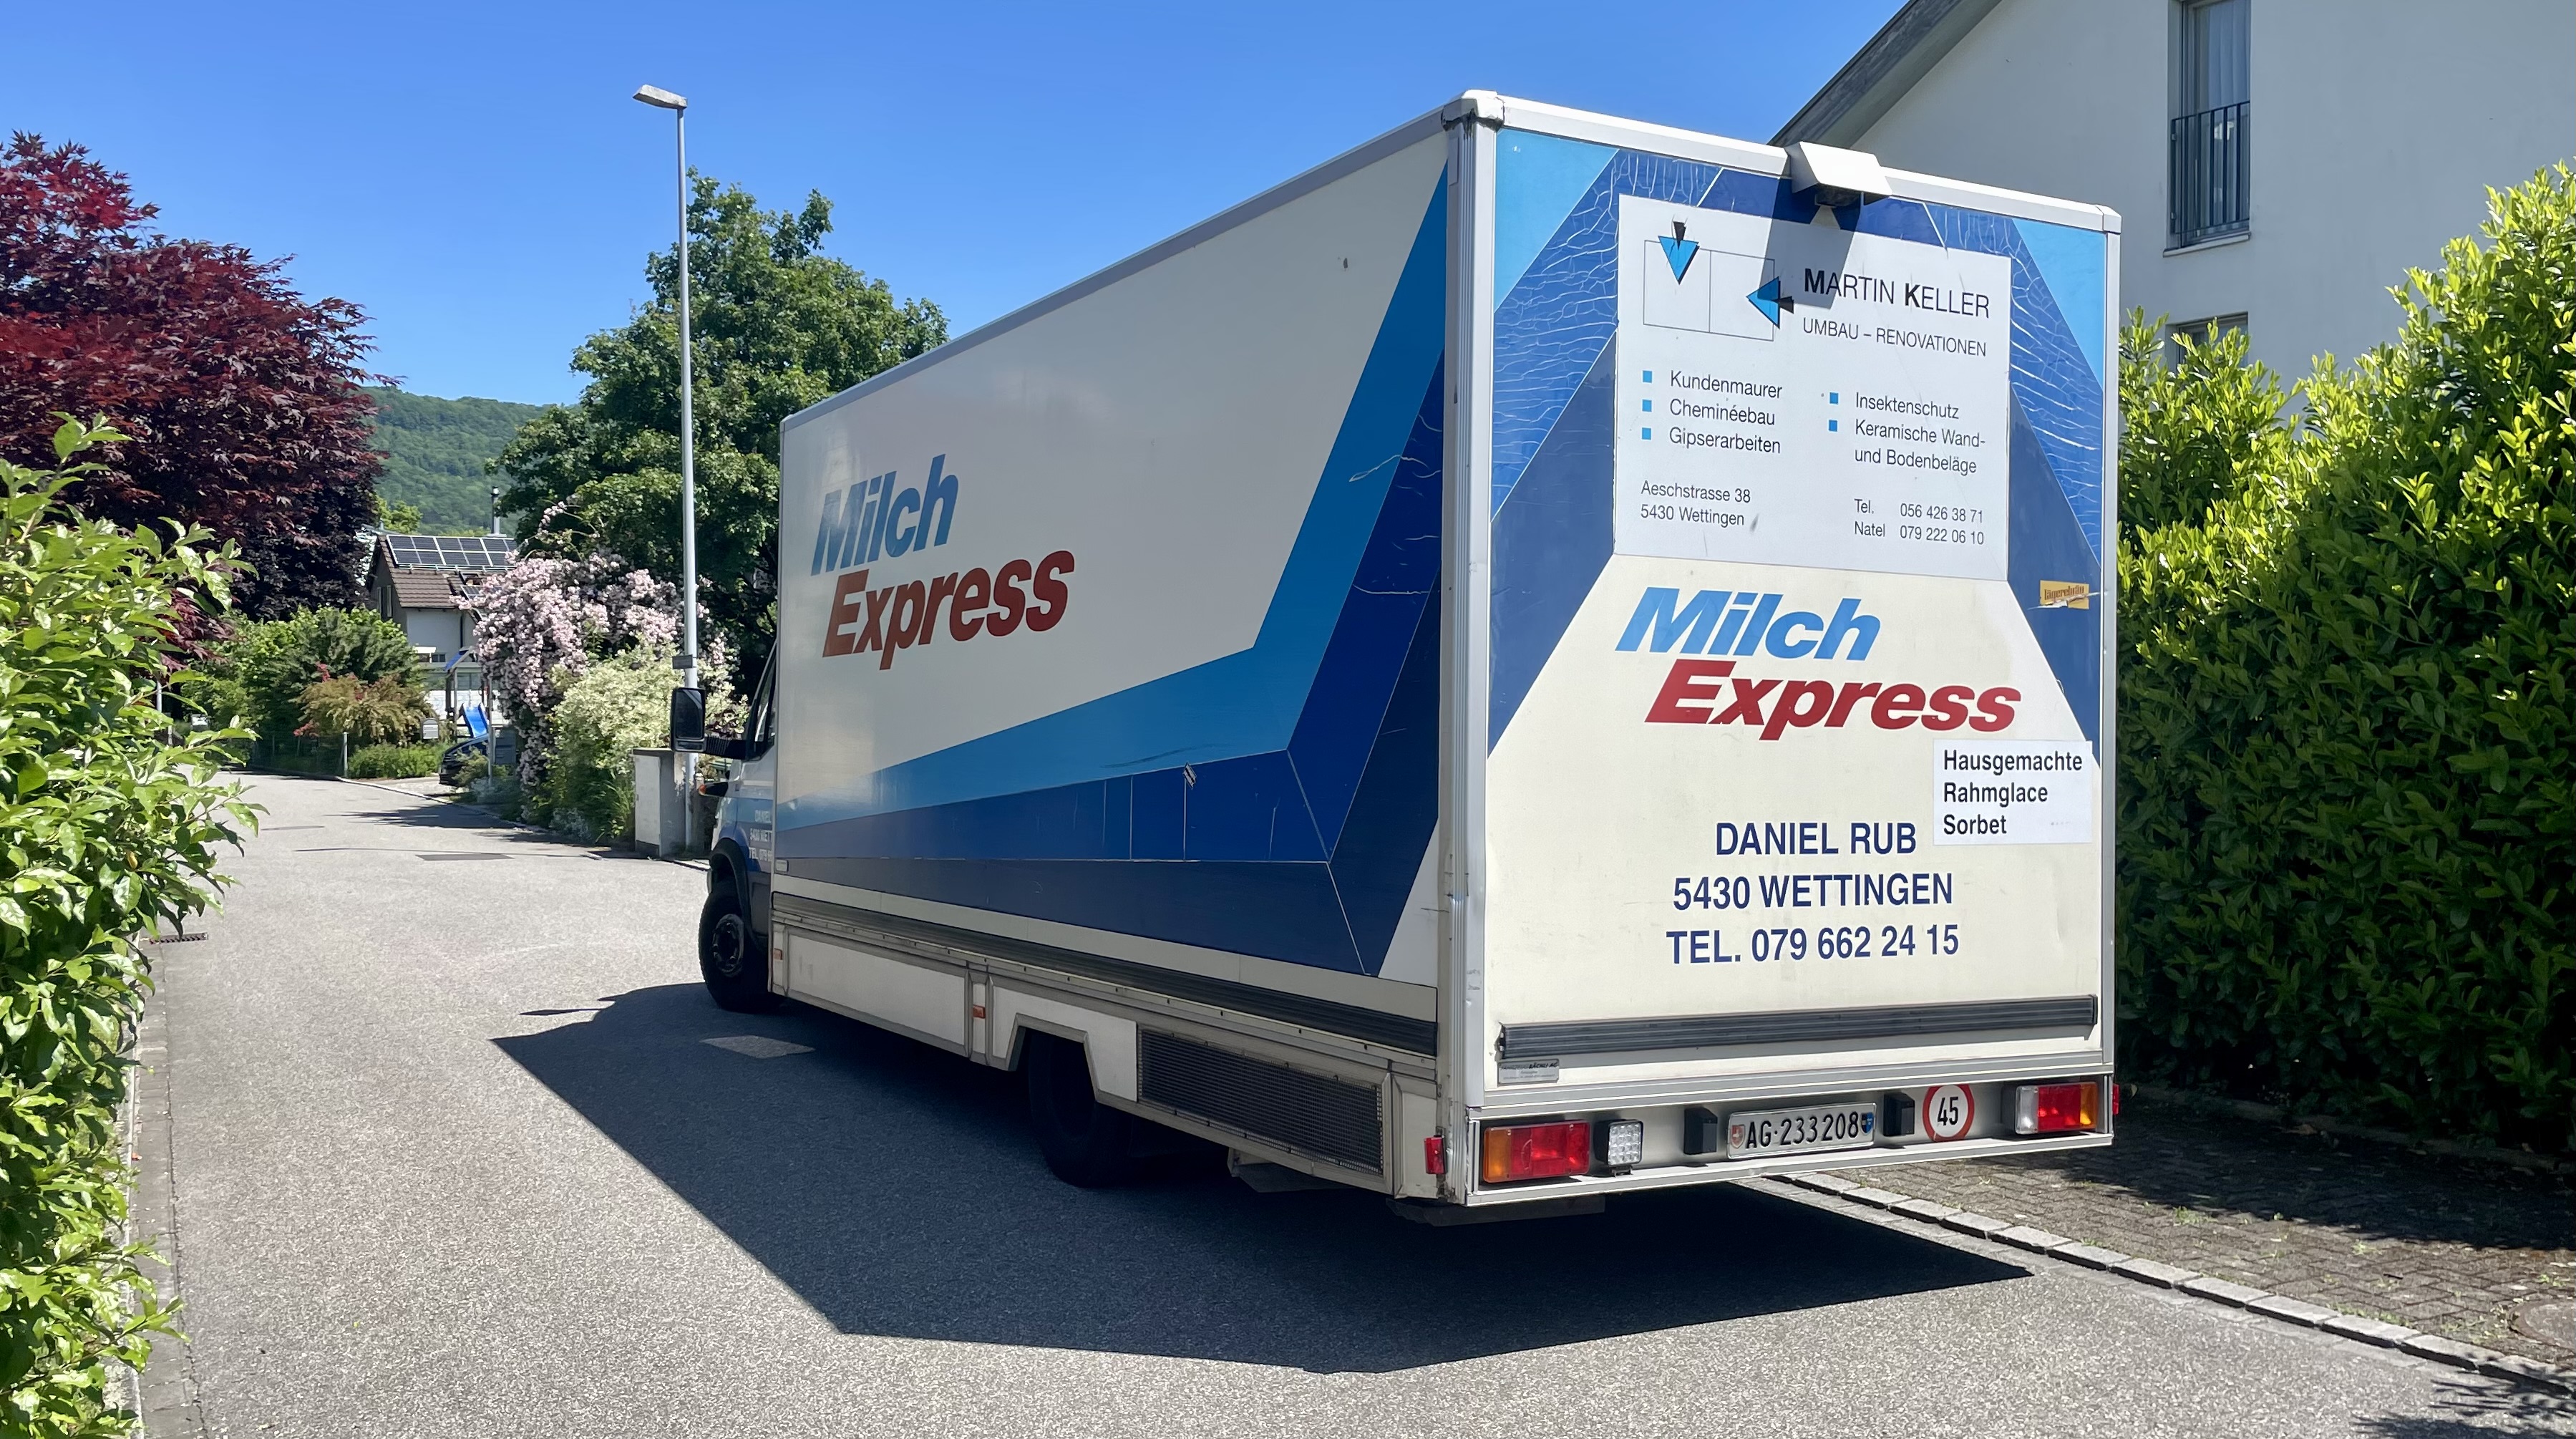 Milch
Express
MARTIN KELLER
UMBAU – RENOVATIONEN
Kundenmaurer
Cheminéebau
Gipserarbeiten
Insektenschutz
Keramische Wand-
und Bodenbeläge
Aeschstrasse 38
5430 Wettingen
Tel. 056 426 38 71
Natel 079 222 06 10
Milch
Express
Hausgemachte
Rahmglace
Sorbet
DANIEL RUB
5430 WETTINGEN
TEL. 079 662 24 15
AG·233208
45